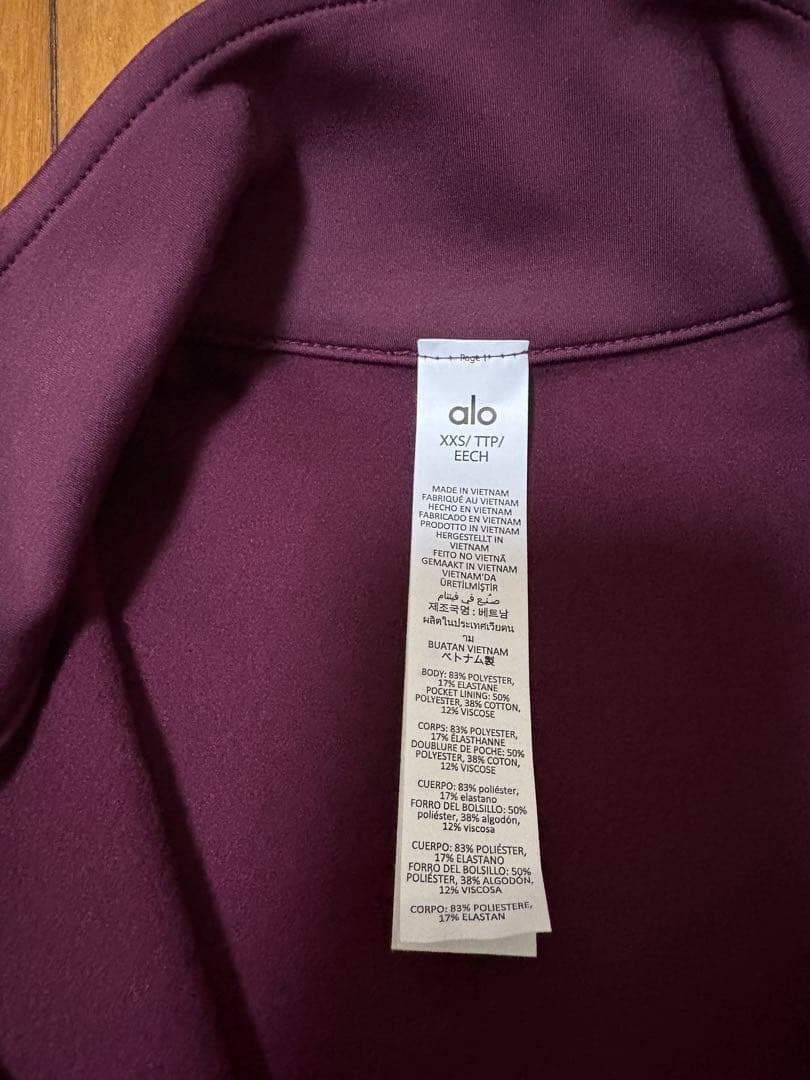 Page 1
alo
XXS/ TTP/
EECH
MADE IN VIETNAM
FABRIQUÉ AU VIETNAM
HECHO EN VIETNAM
FABRICADO EN VIETNAM
PRODOTTO IN VIETNAM
HERGESTELLT IN
VIETNAM
FEITO NO VIETNÃ
GEMAAKT IN VIETNAM
VIETNAM'DA
ÜRETİLMİŞTİR
صُنع في فيتنام
제조국명 : 베트남
ผลิตในประเทศเวียดน
าม
BUATAN VIETNAM
ベトナム製
BODY: 83% POLYESTER,
17% ELASTANE
POCKET LINING: 50%
POLYESTER, 38% COTTON,
12% VISCOSE
CORPS: 83% POLYESTER,
17% ÉLASTHANNE
DOUBLURE DE POCHE: 50%
POLYESTER, 38% COTON,
12% VISCOSE
CUERPO: 83% poliéster,
17% elastano
FORRO DEL BOLSILLO: 50%
poliéster, 38% algodón,
12% viscosa
CUERPO: 83% POLIÉSTER,
17% ELASTANO
FORRO DEL BOLSILLO: 50%
POLIÉSTER, 38% ALGODÓN,
12% VISCOSA
CORPO: 83% POLIESTERE,
17% ELASTAN